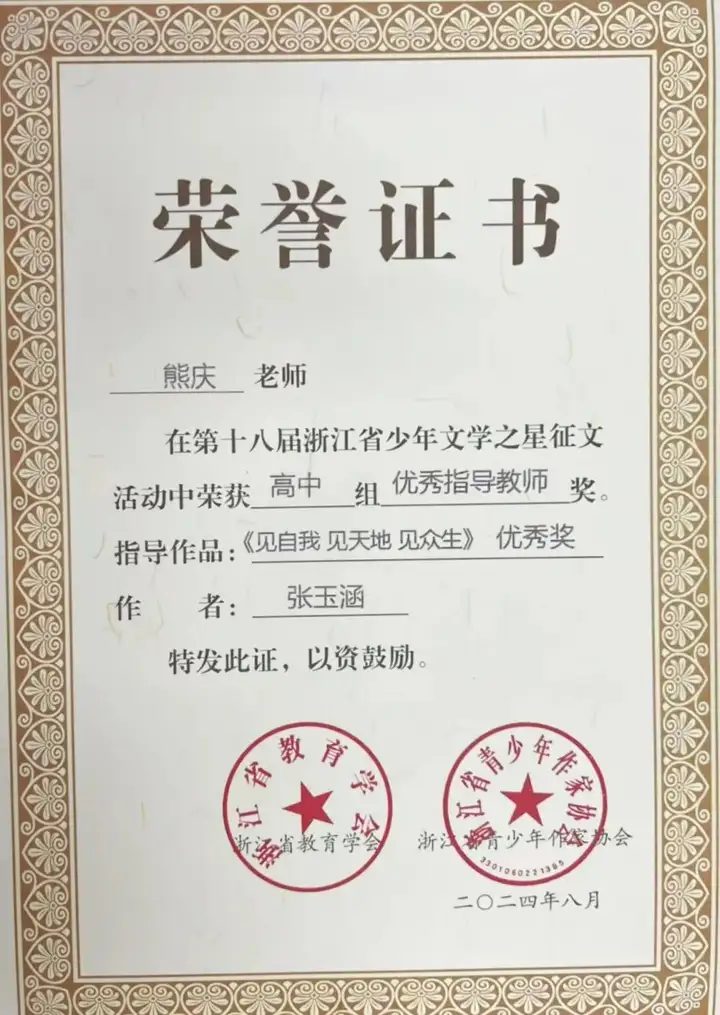 荣誉证书
熊庆 老师
在第十八届浙江省少年文学之星征文
活动中荣获 高中 组 优秀指导教师 奖。
指导作品：《见自我 见天地 见众生》 优秀奖
作 者： 张玉涵
特发此证，以资鼓励。
浙江省教育学会
浙江省青少年作家协会
浙江省教育学会 浙江省青少年作家协会
3301060221385
二〇二四年八月